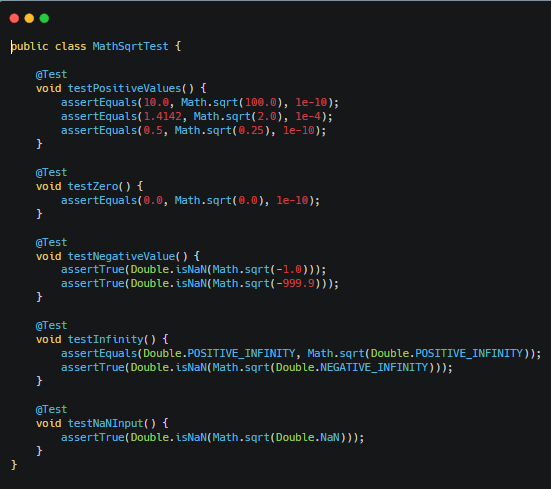 public class MathSqrtTest {

    @Test
    void testPositiveValues() {
        assertEquals(10.0, Math.sqrt(100.0), 1e-10);
        assertEquals(1.4142, Math.sqrt(2.0), 1e-4);
        assertEquals(0.5, Math.sqrt(0.25), 1e-10);
    }

    @Test
    void testZero() {
        assertEquals(0.0, Math.sqrt(0.0), 1e-10);
    }

    @Test
    void testNegativeValue() {
        assertTrue(Double.isNaN(Math.sqrt(-1.0)));
        assertTrue(Double.isNaN(Math.sqrt(-999.9)));
    }

    @Test
    void testInfinity() {
        assertEquals(Double.POSITIVE_INFINITY, Math.sqrt(Double.POSITIVE_INFINITY));
        assertTrue(Double.isNaN(Math.sqrt(Double.NEGATIVE_INFINITY)));
    }

    @Test
    void testNaNInput() {
        assertTrue(Double.isNaN(Math.sqrt(Double.NaN)));
    }
}